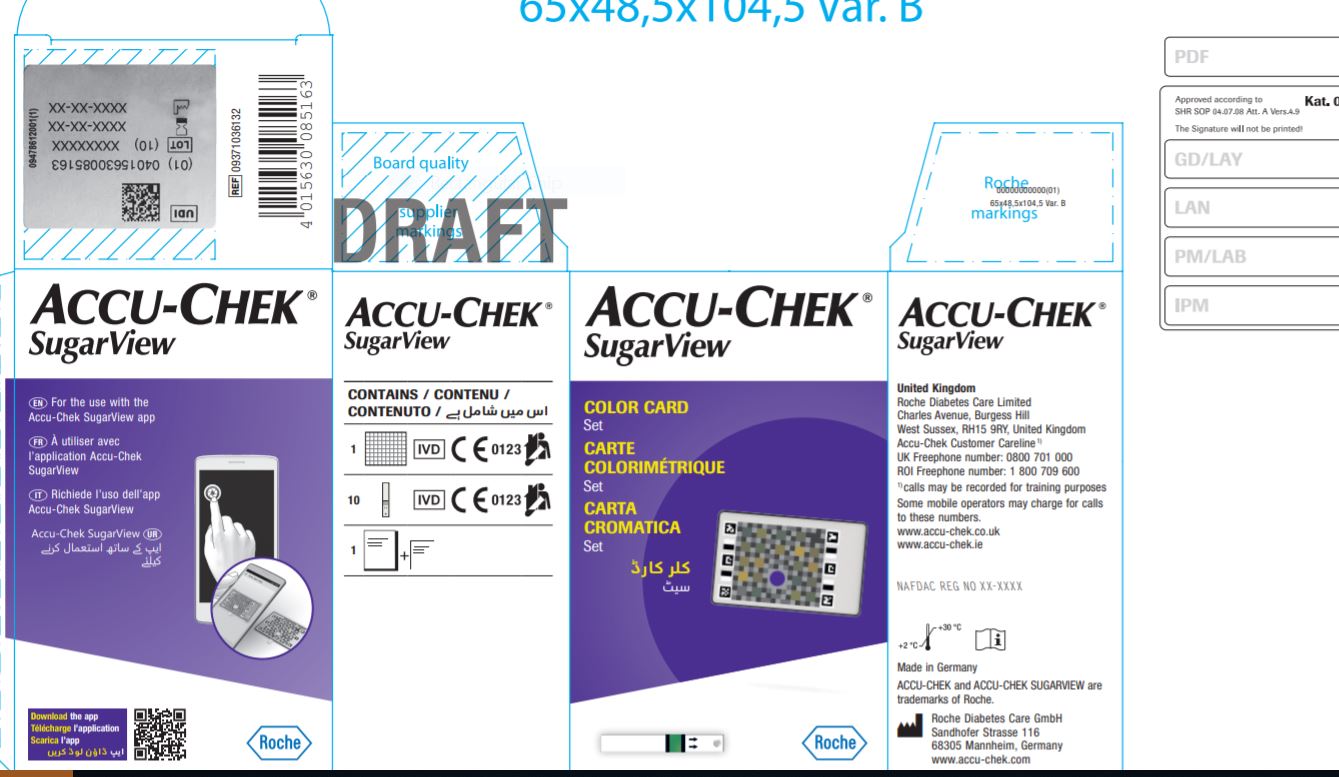 65x48,5x104,5 Var. B
09478612001(1)
XX-XX-XXXX
XX-XX-XXXX
LOT (10) XXXXXXXX
(01) 04015630085163
UDI
REF 09371036132
4 015630 085163
Board quality
supplier
markings
DRAFT
Roche
00000000000(01)
65x48,5x104,5 Var. B
markings
PDF
Approved according to
SHR SOP 04.07.08 Att. A Vers.4.9
Kat. 0
The Signature will not be printed!
GD/LAY
LAN
PM/LAB
IPM
ACCU-CHEK®
SugarView
EN For the use with the
Accu-Chek SugarView app
FR À utiliser avec
l'application Accu-Chek
SugarView
IT Richiede l'uso dell'app
Accu-Chek SugarView
Accu-Chek SugarView UR
ایپ کے ساتھ استعمال کرنے
کیلئے
Download the app
Télécharge l'application
Scarica l'app
ایپ ڈاؤن لوڈ کریں
Roche
ACCU-CHEK®
SugarView
CONTAINS / CONTENU /
CONTENUTO / اس میں شامل ہے
1 IVD CE 0123
10 IVD CE 0123
1 +
ACCU-CHEK®
SugarView
COLOR CARD
Set
CARTE
COLORIMÉTRIQUE
Set
CARTA
CROMATICA
Set
کلر کارڈ
سیٹ
Roche
ACCU-CHEK®
SugarView
United Kingdom
Roche Diabetes Care Limited
Charles Avenue, Burgess Hill
West Sussex, RH15 9RY, United Kingdom
Accu-Chek Customer Careline 1)
UK Freephone number: 0800 701 000
ROI Freephone number: 1 800 709 600
1) calls may be recorded for training purposes
Some mobile operators may charge for calls
to these numbers.
www.accu-chek.co.uk
www.accu-chek.ie
NAFDAC REG NO XX-XXXX
+2 °C +30 °C
Made in Germany
ACCU-CHEK and ACCU-CHEK SUGARVIEW are
trademarks of Roche.
Roche Diabetes Care GmbH
Sandhofer Strasse 116
68305 Mannheim, Germany
www.accu-chek.com